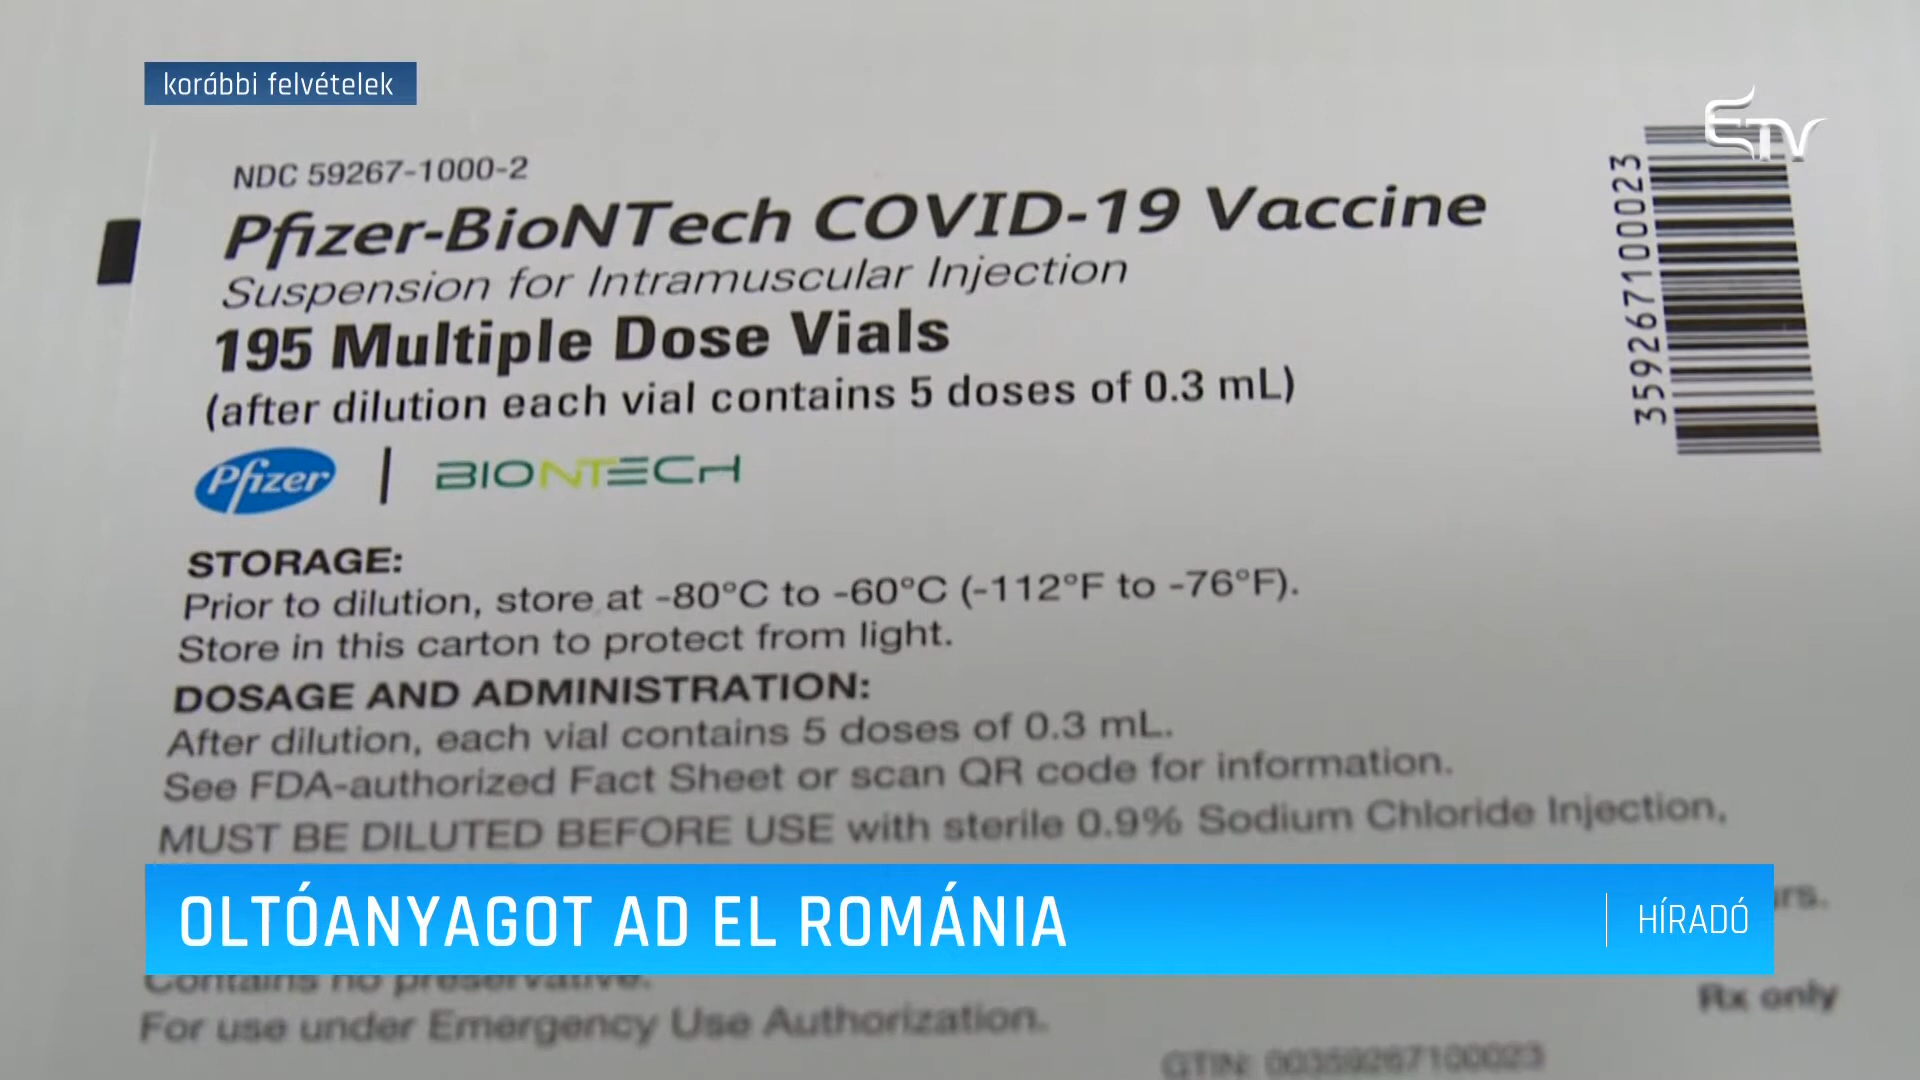 korábbi felvételek
ETV
NDC 59267-1000-2
Pfizer-BioNTech COVID-19 Vaccine
Suspension for Intramuscular Injection
195 Multiple Dose Vials
(after dilution each vial contains 5 doses of 0.3 mL)
359267100023
Pfizer | BIONTECH
STORAGE:
Prior to dilution, store at -80°C to -60°C (-112°F to -76°F).
Store in this carton to protect from light.
DOSAGE AND ADMINISTRATION:
After dilution, each vial contains 5 doses of 0.3 mL.
See FDA-authorized Fact Sheet or scan QR code for information.
MUST BE DILUTED BEFORE USE with sterile 0.9% Sodium Chloride Injection,
OLTÓANYAGOT AD EL ROMÁNIA
HÍRADÓ
Contains no preservative.
For use under Emergency Use Authorization.
Rx only
GTIN: 00359267100023